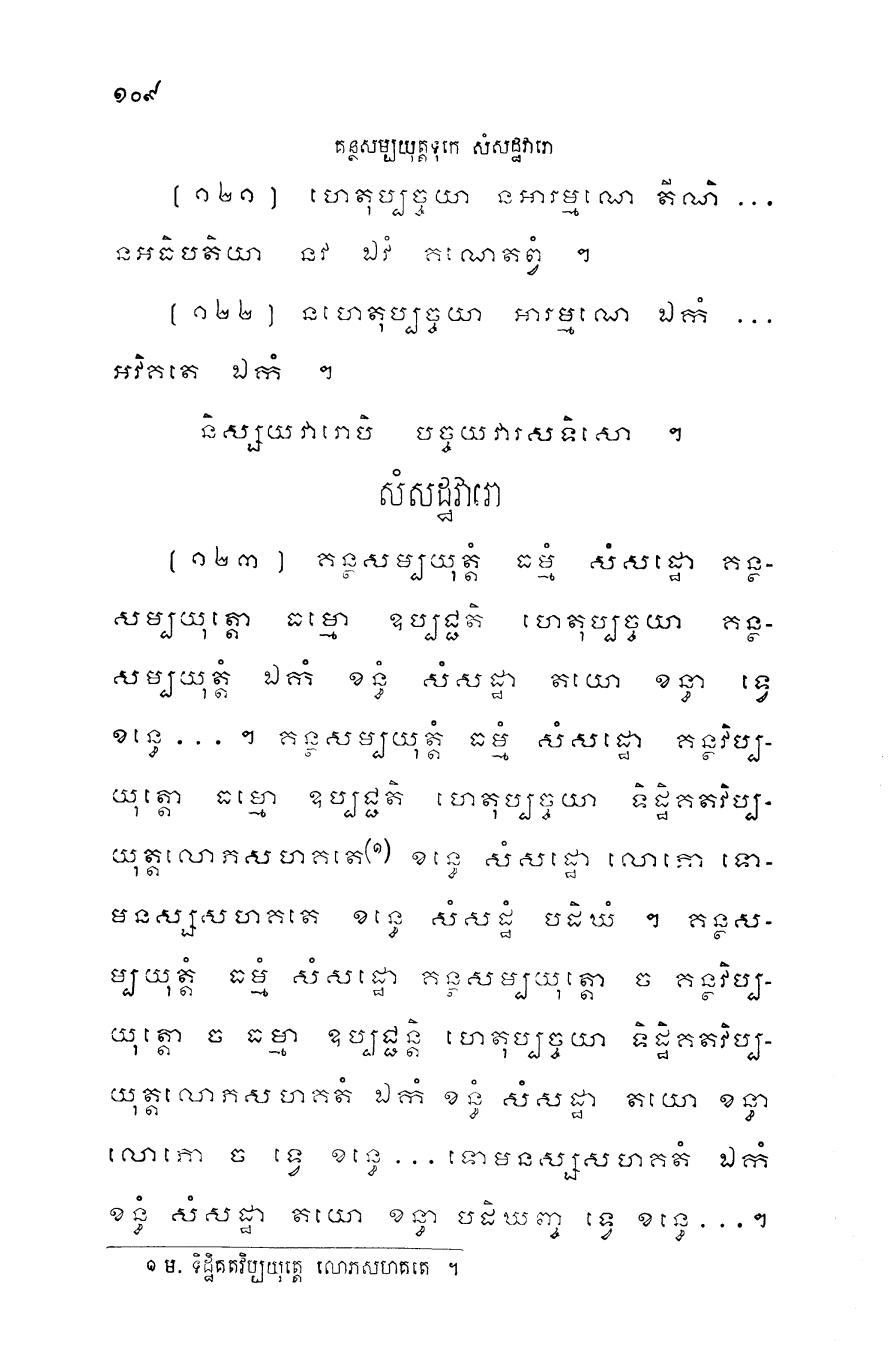 ១០៩
គន្ថសម្បយុត្តទុកេ សំសដ្ឋវារោ
[ ១២១ ] ហេតុប្បច្ចយា នអារម្មណេ តីណិ ...
នអធិបតិយា នវ ឯវំ គណេតព្វំ ។
[ ១២២ ] នហេតុប្បច្ចយា អារម្មណេ ឯកំ ...
អវិគតេ ឯកំ ។
និស្សយវារោបិ បច្ចយវារសទិសោ ។
សំសដ្ឋវារោ
[ ១២៣ ] គន្ថសម្បយុត្តំ ធម្មំ សំសដ្ឋោ គន្ថ-
សម្បយុត្តោ ធម្មោ ឧប្បជ្ជតិ ហេតុប្បច្ចយា គន្ថ-
សម្បយុត្តំ ឯកំ ខន្ធំ សំសដ្ឋា តយោ ខន្ធា ទ្វេ
ខន្ធេ ... ។ គន្ថសម្បយុត្តំ ធម្មំ សំសដ្ឋោ គន្ថវិប្ប-
យុត្តោ ធម្មោ ឧប្បជ្ជតិ ហេតុប្បច្ចយា ទិដ្ឋិគតវិប្ប-
យុត្តលោភសហគតេ(១) ខន្ធេ សំសដ្ឋោ លោភោ ទោ-
មនស្សសហគតេ ខន្ធេ សំសដ្ឋំ បដិឃំ ។ គន្ថស-
ម្បយុត្តំ ធម្មំ សំសដ្ឋោ គន្ថសម្បយុត្តោ ច គន្ថវិប្ប-
យុត្តោ ច ធម្មា ឧប្បជ្ជន្តិ ហេតុប្បច្ចយា ទិដ្ឋិគតវិប្ប-
យុត្តលោភសហគតំ ឯកំ ខន្ធំ សំសដ្ឋា តយោ ខន្ធា
លោភោ ច ទ្វេ ខន្ធេ ... ទោមនស្សសហគតំ ឯកំ
ខន្ធំ សំសដ្ឋា តយោ ខន្ធា បដិឃញ្ច ទ្វេ ខន្ធេ ... ។
១ ម. ទិដ្ឋិគតវិប្បយុត្តេ លោភសហគតេ ។